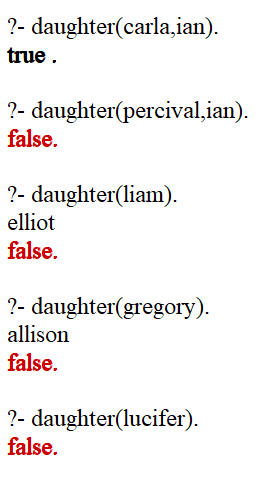 ?- daughter(carla,ian).
true .
?- daughter(percival,ian).
false.
?- daughter(liam).
elliot
false.
?- daughter(gregory).
allison
false.
?- daughter(lucifer).
false.